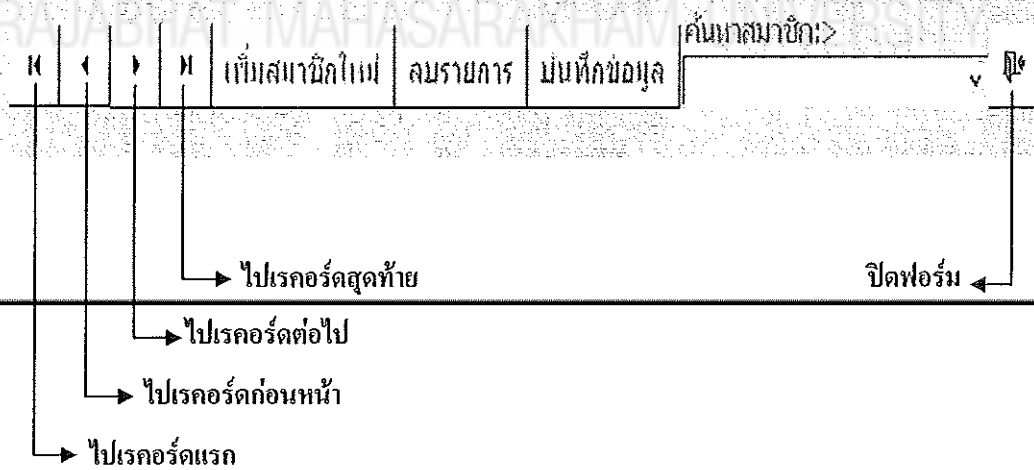 RAJABHAT MAHASARAKHAM UNIVERSITY
ค้นหาสมาชิก:>
เพิ่มสมาชิกใหม่ ลบรายการ บันทึกข้อมูล
ไปเรคอร์ดสุดท้าย ปิดฟอร์ม
ไปเรคอร์ดต่อไป
ไปเรคอร์ดก่อนหน้า
ไปเรคอร์ดแรก